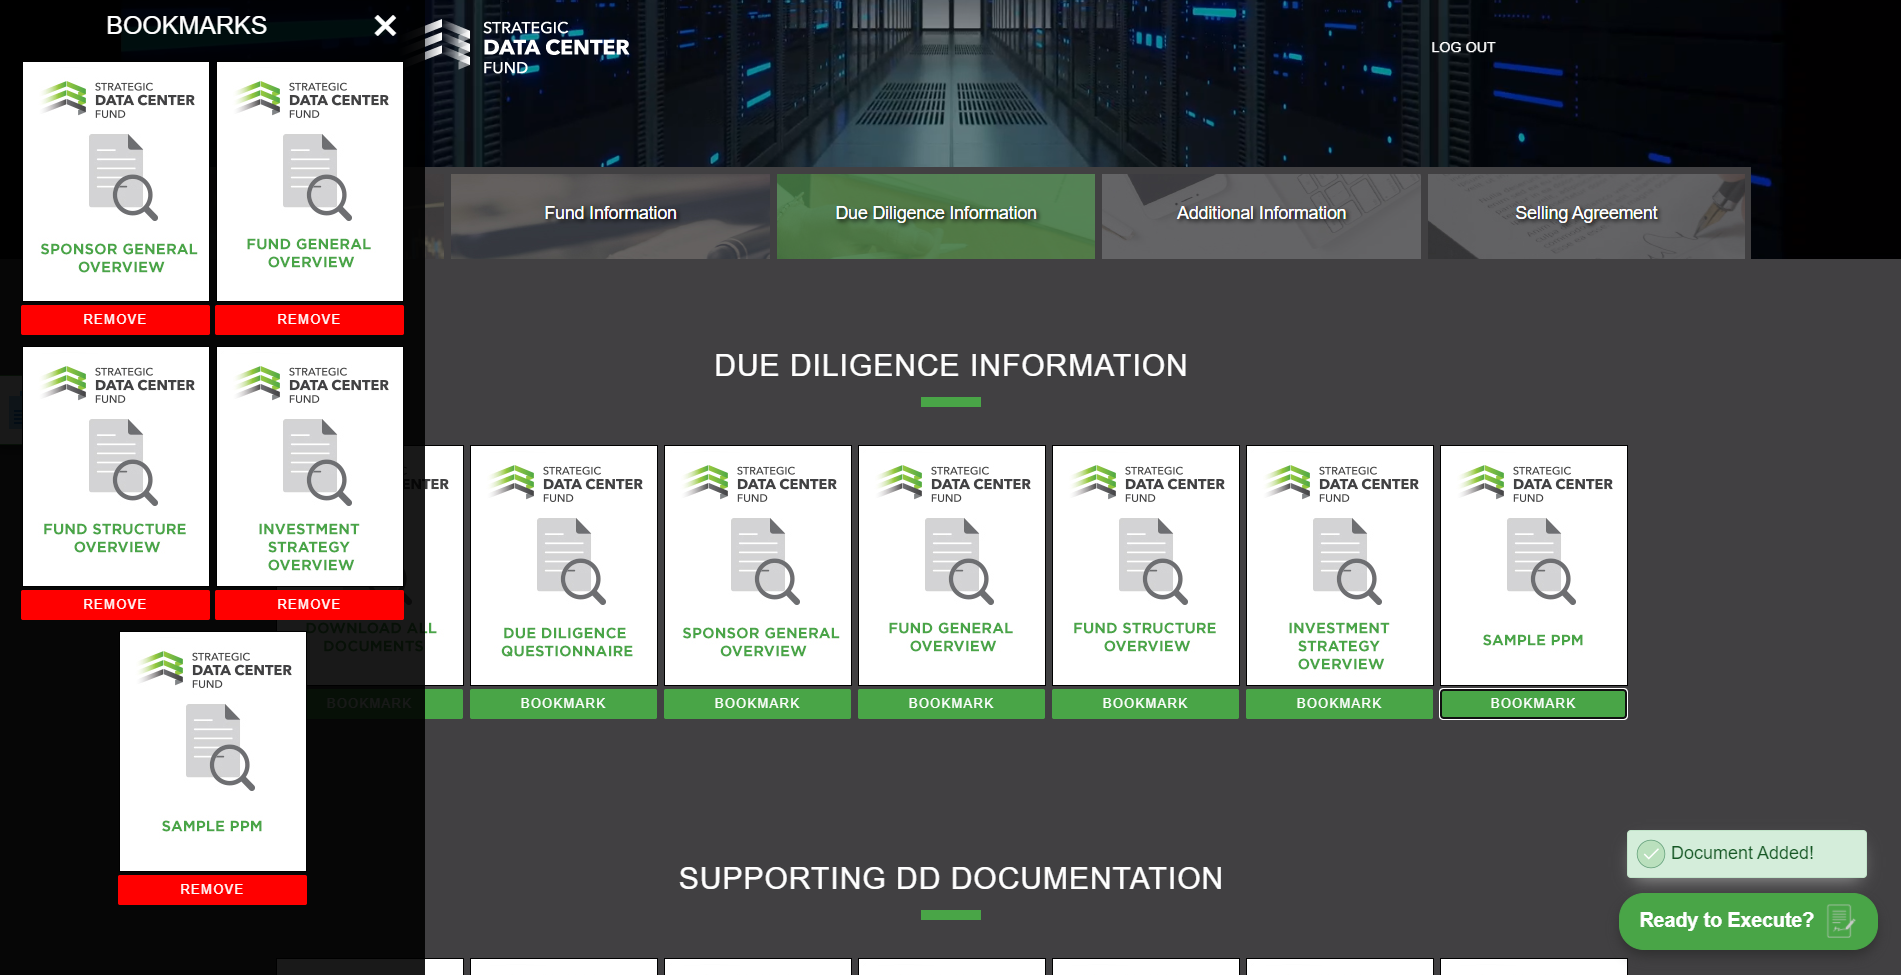 BOOKMARKS
STRATEGIC
DATA CENTER
FUND
SPONSOR GENERAL
OVERVIEW
REMOVE
STRATEGIC
DATA CENTER
FUND
FUND GENERAL
OVERVIEW
REMOVE
STRATEGIC
DATA CENTER
FUND
FUND STRUCTURE
OVERVIEW
REMOVE
STRATEGIC
DATA CENTER
FUND
INVESTMENT
STRATEGY
OVERVIEW
REMOVE
STRATEGIC
DATA CENTER
FUND
SAMPLE PPM
REMOVE
STRATEGIC
DATA CENTER
FUND
LOG OUT
Fund Information
Due Diligence Information
Additional Information
Selling Agreement
DUE DILIGENCE INFORMATION
ENTER
DOWNLOAD ALL
DOCUMENTS
BOOKMARK
STRATEGIC
DATA CENTER
FUND
DUE DILIGENCE
QUESTIONNAIRE
BOOKMARK
STRATEGIC
DATA CENTER
FUND
SPONSOR GENERAL
OVERVIEW
BOOKMARK
STRATEGIC
DATA CENTER
FUND
FUND GENERAL
OVERVIEW
BOOKMARK
STRATEGIC
DATA CENTER
FUND
FUND STRUCTURE
OVERVIEW
BOOKMARK
STRATEGIC
DATA CENTER
FUND
INVESTMENT
STRATEGY
OVERVIEW
BOOKMARK
STRATEGIC
DATA CENTER
FUND
SAMPLE PPM
BOOKMARK
SUPPORTING DD DOCUMENTATION
Document Added!
Ready to Execute?